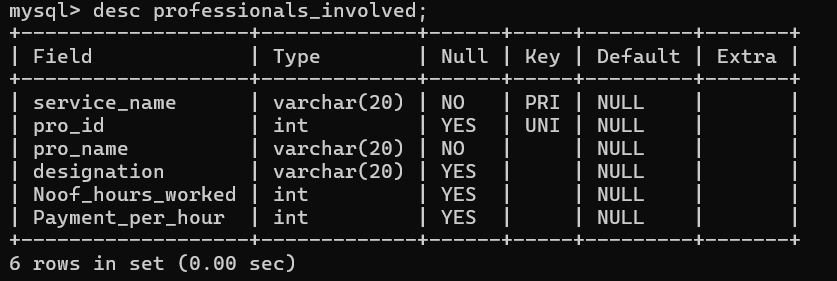 mysql> desc professionals_involved;
+-------------------+-------------+------+-----+---------+-------+
| Field             | Type        | Null | Key | Default | Extra |
+-------------------+-------------+------+-----+---------+-------+
| service_name      | varchar(20) | NO   | PRI | NULL    |       |
| pro_id            | int         | YES  | UNI | NULL    |       |
| pro_name          | varchar(20) | NO   |     | NULL    |       |
| designation       | varchar(20) | YES  |     | NULL    |       |
| Noof_hours_worked | int         | YES  |     | NULL    |       |
| Payment_per_hour  | int         | YES  |     | NULL    |       |
+-------------------+-------------+------+-----+---------+-------+
6 rows in set (0.00 sec)